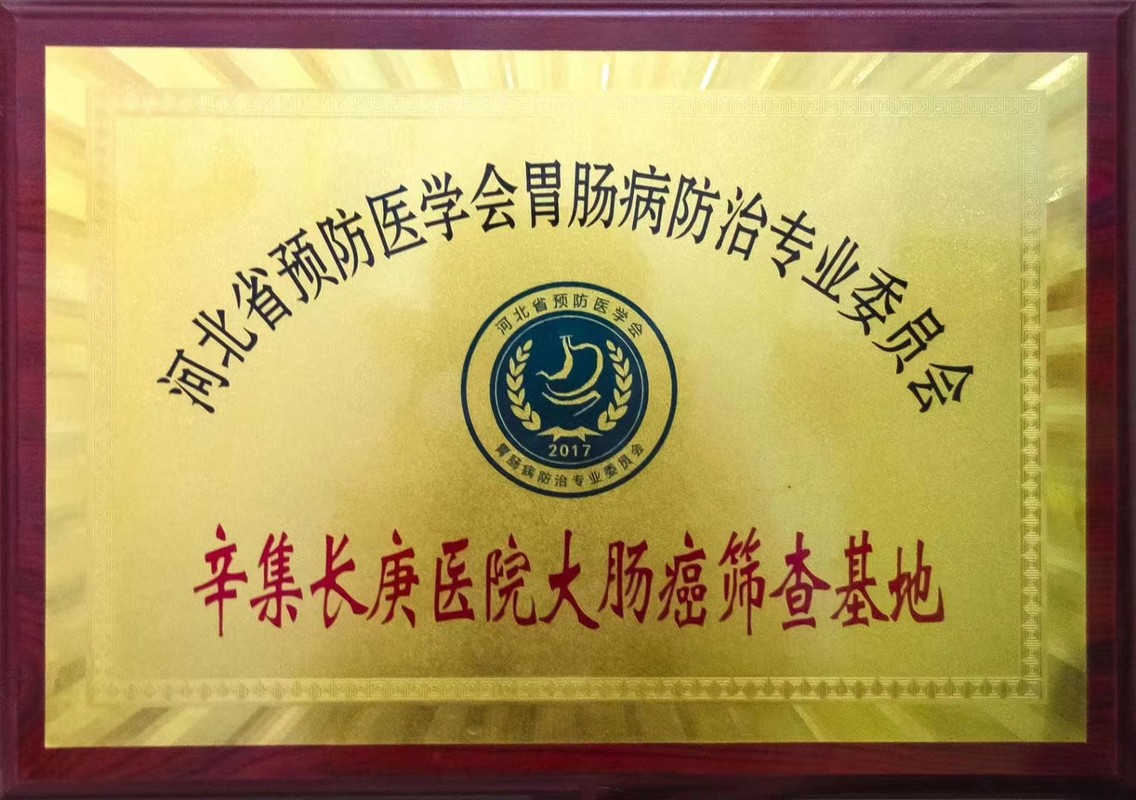 河北省预防医学会胃肠病防治专业委员会
河北省预防医学会
2017
胃肠病防治专业委员会
辛集长庚医院大肠癌筛查基地